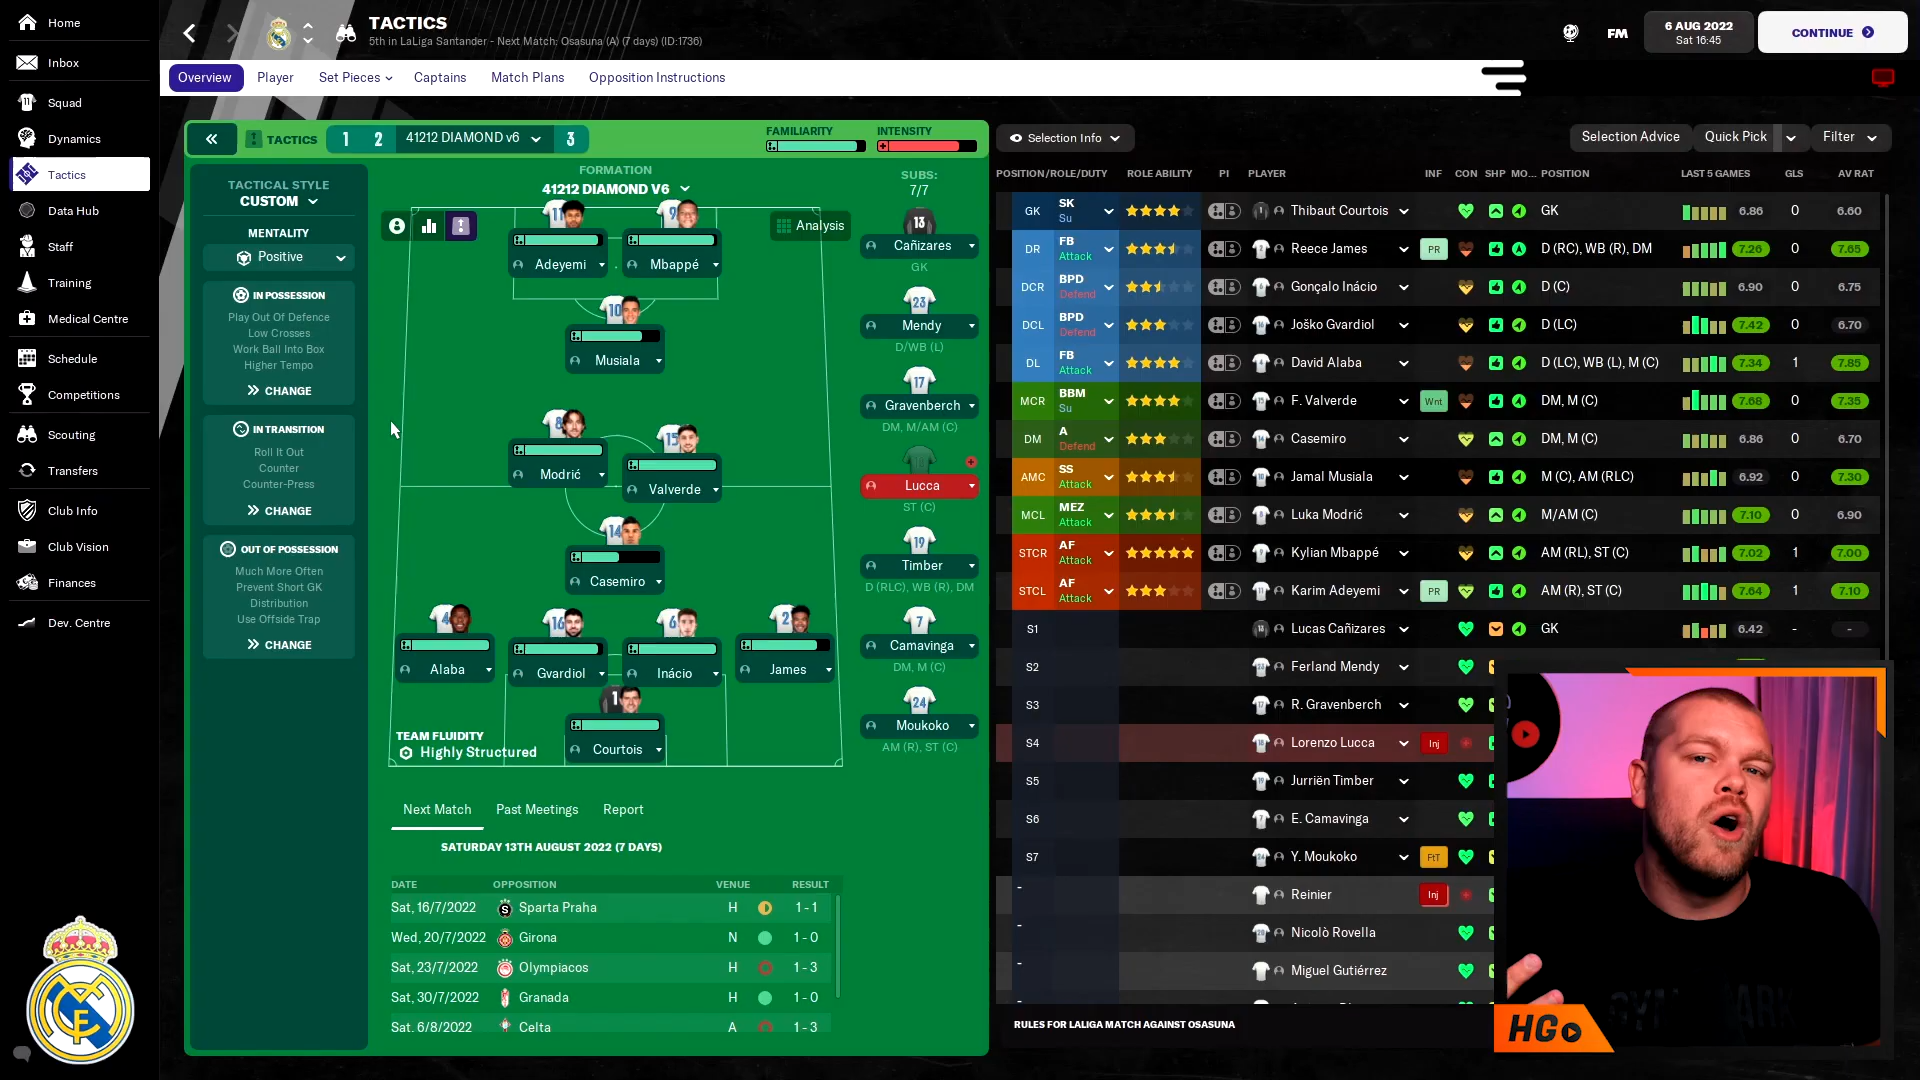 Home
Inbox
Squad
Dynamics
Tactics
Data Hub
Staff
Training
Medical Centre
Schedule
Competitions
Scouting
Transfers
Club Info
Club Vision
Finances
Dev. Centre
TACTICS
5th in LaLiga Santander - Next Match: Osasuna (A) (7 days) (ID:1736)
FM
6 AUG 2022
Sat 16:45
CONTINUE
Overview Player Set Pieces Captains Match Plans Opposition Instructions
TACTICS 1 2 41212 DIAMOND v6 3
FAMILIARITY
INTENSITY
TACTICAL STYLE
CUSTOM
MENTALITY
Positive
IN POSSESSION
Play Out Of Defence
Low Crosses
Work Ball Into Box
Higher Tempo
CHANGE
IN TRANSITION
Roll It Out
Counter
Counter-Press
CHANGE
OUT OF POSSESSION
Much More Often
Prevent Short GK
Distribution
Use Offside Trap
CHANGE
FORMATION
41212 DIAMOND V6
Analysis
11 9
Adeyemi Mbappé
10
Musiala
8 15
Modrić Valverde
14
Casemiro
4 16 6 2
Alaba Gvardiol Inácio James
1
Courtois
TEAM FLUIDITY
Highly Structured
SUBS:
7/7
13
Cañizares
GK
23
Mendy
D/WB (L)
17
Gravenberch
DM, M/AM (C)
Lucca
ST (C)
19
Timber
D (RLC), WB (R), DM
7
Camavinga
DM, M (C)
24
Moukoko
AM (R), ST (C)
Next Match Past Meetings Report
SATURDAY 13TH AUGUST 2022 (7 DAYS)
DATE OPPOSITION VENUE RESULT
Sat, 16/7/2022 Sparta Praha H 1 - 1
Wed, 20/7/2022 Girona N 1 - 0
Sat, 23/7/2022 Olympiacos H 1 - 3
Sat, 30/7/2022 Granada H 1 - 0
Sat. 6/8/2022 Celta A 1 - 3
Selection Info
Selection Advice Quick Pick Filter
POSITION/ROLE/DUTY ROLE ABILITY PI PLAYER INF CON SHP MO... POSITION LAST 5 GAMES GLS AV RAT
GK SK Su Thibaut Courtois GK 6.86 0 6.60
DR FB Attack Reece James PR D (RC), WB (R), DM 7.26 0 7.65
DCR BPD Defend Gonçalo Inácio D (C) 6.90 0 6.75
DCL BPD Defend Joško Gvardiol D (LC) 7.42 0 6.70
DL FB Attack David Alaba D (LC), WB (L), M (C) 7.34 1 7.85
MCR BBM Su F. Valverde Wnt DM, M (C) 7.68 0 7.35
DM A Defend Casemiro DM, M (C) 6.86 0 6.70
AMC SS Attack Jamal Musiala M (C), AM (RLC) 6.92 0 7.30
MCL MEZ Attack Luka Modrić M/AM (C) 7.10 0 6.90
STCR AF Attack Kylian Mbappé AM (RL), ST (C) 7.02 1 7.00
STCL AF Attack Karim Adeyemi PR AM (R), ST (C) 7.64 1 7.10
S1 Lucas Cañizares GK 6.42 - -
S2 Ferland Mendy
S3 R. Gravenberch
S4 Lorenzo Lucca Inj
S5 Jurriën Timber
S6 E. Camavinga
S7 Y. Moukoko FtT
- Reinier Inj
- Nicolò Rovella
- Miguel Gutiérrez
-
RULES FOR LALIGA MATCH AGAINST OSASUNA
HG